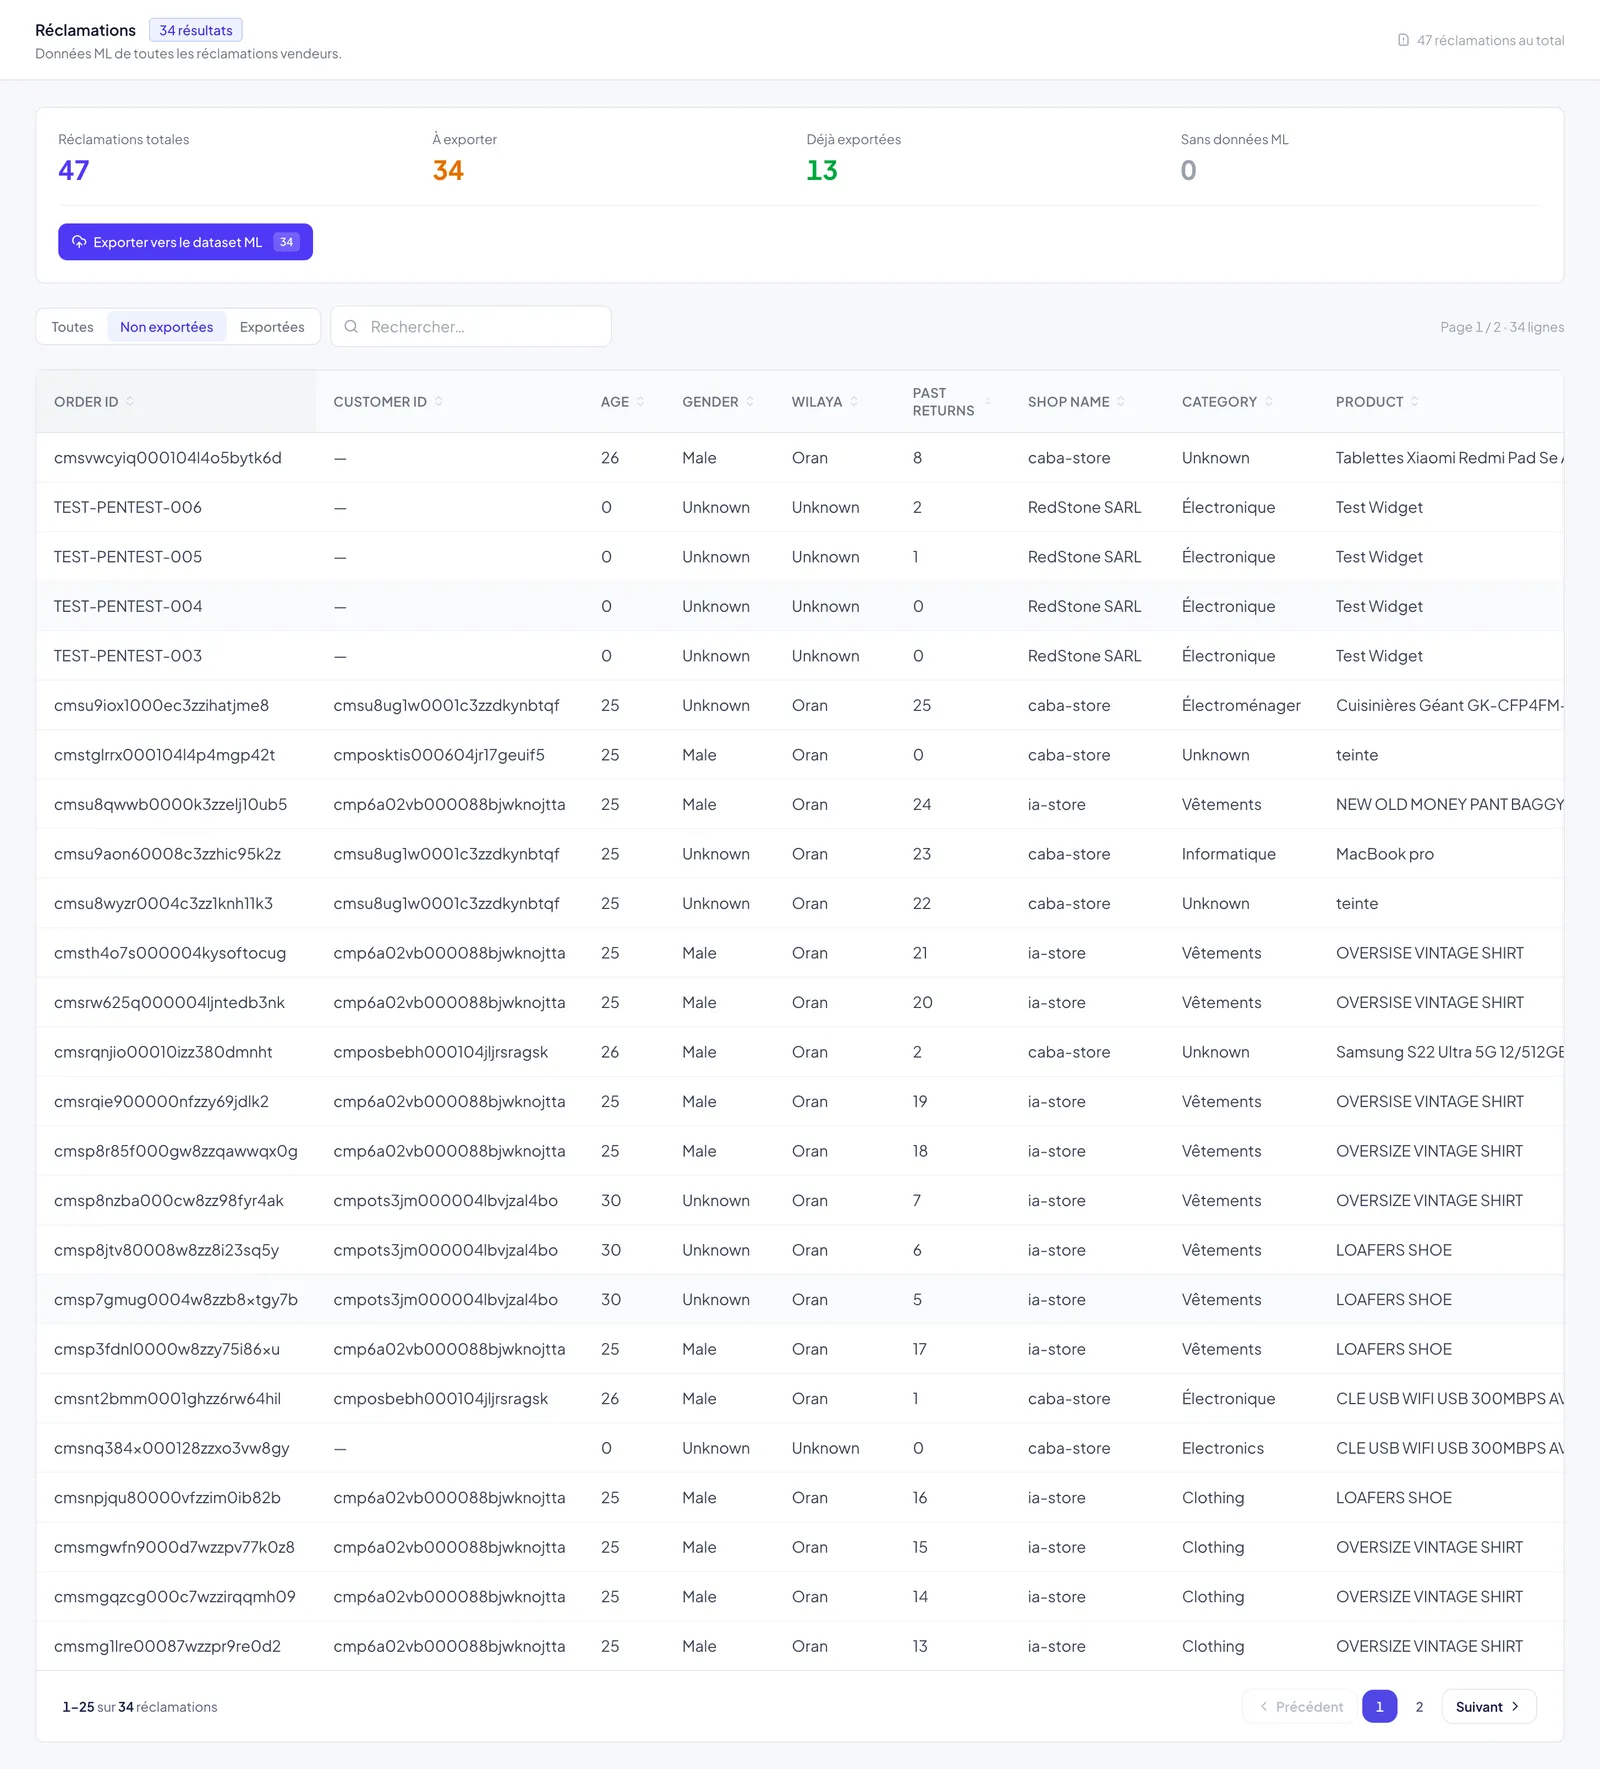 Réclamations 34 résultats
Données ML de toutes les réclamations vendeurs.
47 réclamations au total
Réclamations totales À exporter Déjà exportées Sans données ML
47 34 13 0
Exporter vers le dataset ML 34
Toutes Non exportées Exportées Rechercher... Page 1 / 2 · 34 lignes
ORDER ID CUSTOMER ID AGE GENDER WILAYA PAST RETURNS SHOP NAME CATEGORY PRODUCT
cmsvwcyiq000104l4o5bytk6d — 26 Male Oran 8 caba-store Unknown Tablettes Xiaomi Redmi Pad Se
TEST-PENTEST-006 — 0 Unknown Unknown 2 RedStone SARL Électronique Test Widget
TEST-PENTEST-005 — 0 Unknown Unknown 1 RedStone SARL Électronique Test Widget
TEST-PENTEST-004 — 0 Unknown Unknown 0 RedStone SARL Électronique Test Widget
TEST-PENTEST-003 — 0 Unknown Unknown 0 RedStone SARL Électronique Test Widget
cmsu9iox1000ec3zzihatjme8 cmsu8ug1w0001c3zzdkynbtqf 25 Unknown Oran 25 caba-store Électroménager Cuisinières Géant GK-CFP4FM-
cmstglrrx000104l4p4mgp42t cmposktis000604jr17geuif5 25 Male Oran 0 caba-store Unknown teinte
cmsu8qwwb0000k3zzelj10ub5 cmp6a02vb000088bjwknojtta 25 Male Oran 24 ia-store Vêtements NEW OLD MONEY PANT BAGGY
cmsu9aon60008c3zzhic95k2z cmsu8ug1w0001c3zzdkynbtqf 25 Unknown Oran 23 caba-store Informatique MacBook pro
cmsu8wyzr0004c3zz1knh11k3 cmsu8ug1w0001c3zzdkynbtqf 25 Unknown Oran 22 caba-store Unknown teinte
cmsth4o7s000004kysoftocug cmp6a02vb000088bjwknojtta 25 Male Oran 21 ia-store Vêtements OVERSISE VINTAGE SHIRT
cmsrw625q000004ljntedb3nk cmp6a02vb000088bjwknojtta 25 Male Oran 20 ia-store Vêtements OVERSISE VINTAGE SHIRT
cmsrqnjio00010izz380dmnht cmposbebh000104jljrsragsk 26 Male Oran 2 caba-store Unknown Samsung S22 Ultra 5G 12/512GB
cmsrqie900000nfzzy69jdlk2 cmp6a02vb000088bjwknojtta 25 Male Oran 19 ia-store Vêtements OVERSISE VINTAGE SHIRT
cmsp8r85f000gw8zzqawwqx0g cmp6a02vb000088bjwknojtta 25 Male Oran 18 ia-store Vêtements OVERSIZE VINTAGE SHIRT
cmsp8nzba000cw8zz98fyr4ak cmpots3jm000004lbvjzal4bo 30 Unknown Oran 7 ia-store Vêtements OVERSIZE VINTAGE SHIRT
cmsp8jtv80008w8zz8i23sq5y cmpots3jm000004lbvjzal4bo 30 Unknown Oran 6 ia-store Vêtements LOAFERS SHOE
cmsp7gmug0004w8zzb8xtgy7b cmpots3jm000004lbvjzal4bo 30 Unknown Oran 5 ia-store Vêtements LOAFERS SHOE
cmsp3fdnl0000w8zzy75i86xu cmp6a02vb000088bjwknojtta 25 Male Oran 17 ia-store Vêtements LOAFERS SHOE
cmsnt2bmm0001ghzz6rw64hil cmposbebh000104jljrsragsk 26 Male Oran 1 caba-store Électronique CLE USB WIFI USB 300MBPS AV
cmsnq384x000128zzxo3vw8gy — 0 Unknown Unknown 0 caba-store Electronics CLE USB WIFI USB 300MBPS AV
cmsnpjqu80000vfzzim0ib82b cmp6a02vb000088bjwknojtta 25 Male Oran 16 ia-store Clothing LOAFERS SHOE
cmsmgwfn9000d7wzzpv77k0z8 cmp6a02vb000088bjwknojtta 25 Male Oran 15 ia-store Clothing OVERSIZE VINTAGE SHIRT
cmsmgqzcg000c7wzzirqqmh09 cmp6a02vb000088bjwknojtta 25 Male Oran 14 ia-store Clothing OVERSIZE VINTAGE SHIRT
cmsmg1lre00087wzzpr9re0d2 cmp6a02vb000088bjwknojtta 25 Male Oran 13 ia-store Clothing OVERSIZE VINTAGE SHIRT
1–25 sur 34 réclamations Précédent 1 2 Suivant